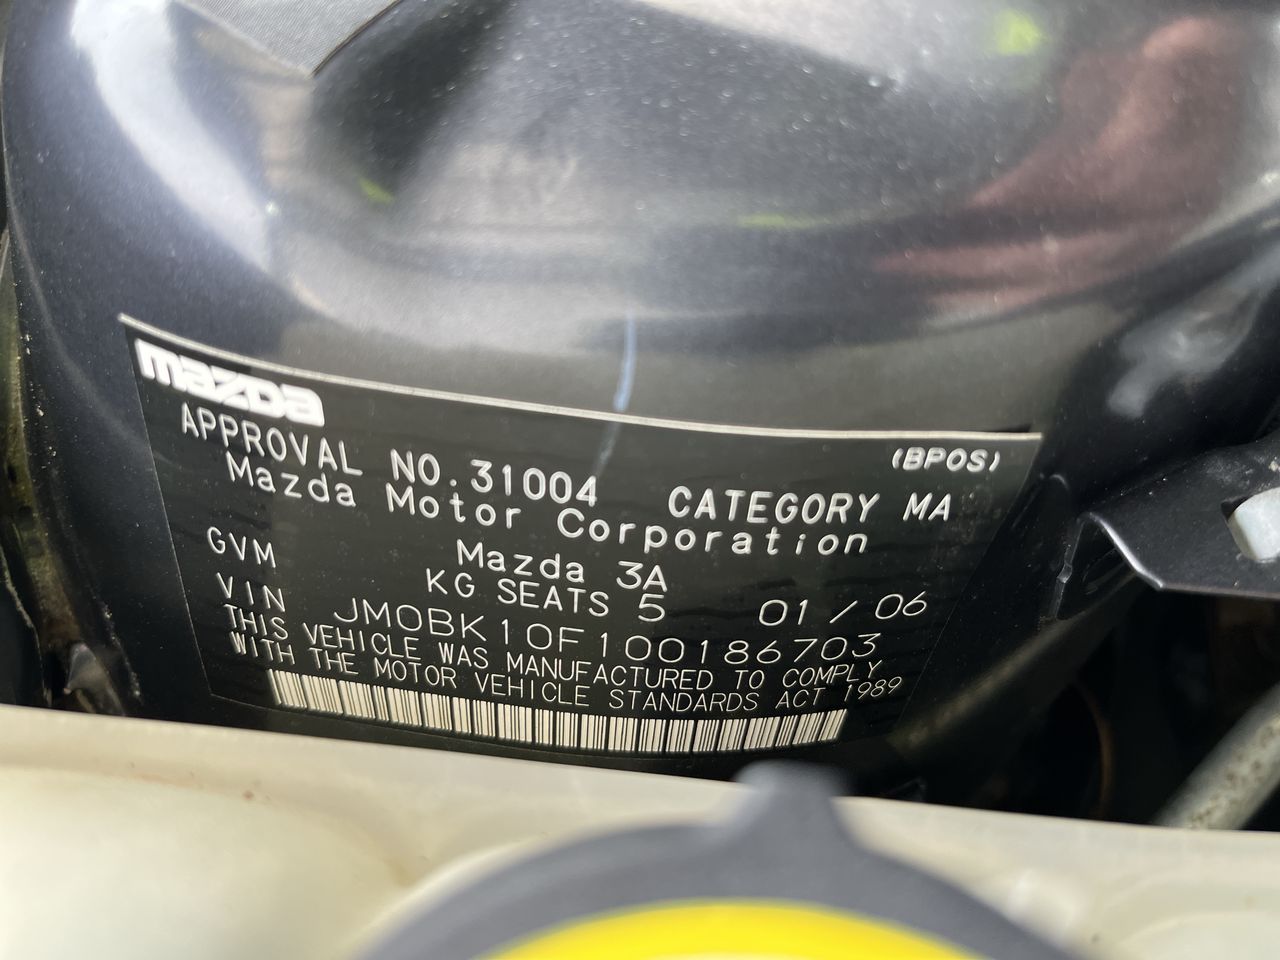 mazda
(BPOS)
APPROVAL NO.31004 CATEGORY MA
Mazda Motor Corporation
Mazda 3A
GVM KG SEATS 5 01/06
VIN JM0BK10F100186703
THIS VEHICLE WAS MANUFACTURED TO COMPLY
WITH THE MOTOR VEHICLE STANDARDS ACT 1989